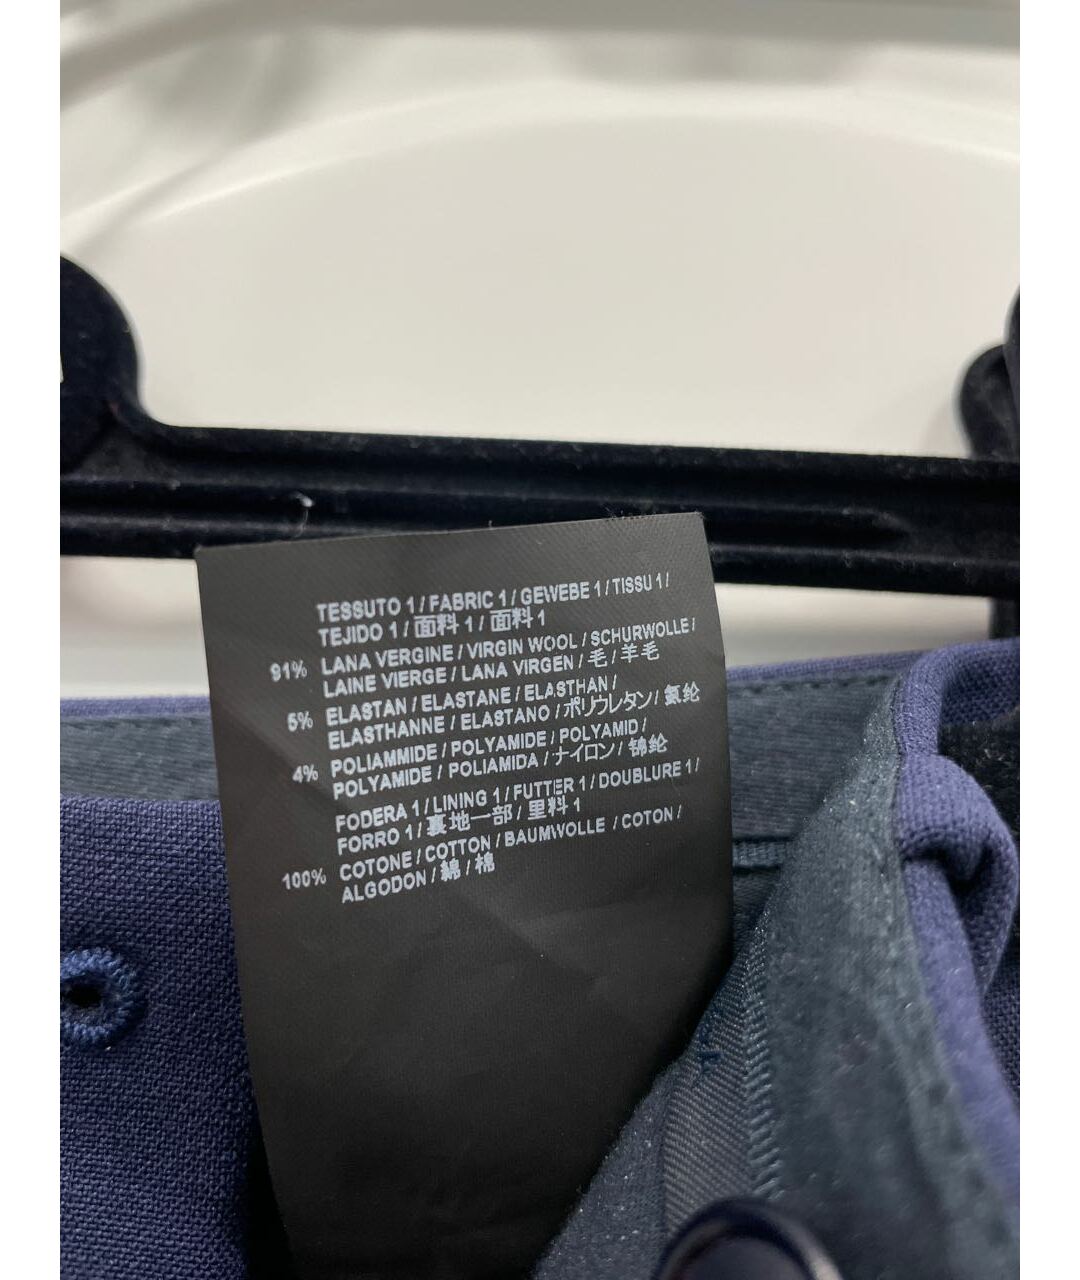 TESSUTO 1 / FABRIC 1 / GEWEBE 1 / TISSU 1 /
TEJIDO 1 / 面料 1 / 面料 1
91% LANA VERGINE / VIRGIN WOOL / SCHURWOLLE /
LAINE VIERGE / LANA VIRGEN / 毛 / 羊毛
5% ELASTAN / ELASTANE / ELASTHAN /
ELASTHANNE / ELASTANO / ポリウレタン / 氨纶
4% POLIAMMIDE / POLYAMIDE / POLYAMID /
POLYAMIDE / POLIAMIDA / ナイロン / 锦纶
FODERA 1 / LINING 1 / FUTTER 1 / DOUBLURE 1 /
FORRO 1 / 裏地一部 / 里料 1
100% COTONE / COTTON / BAUMWOLLE / COTON /
ALGODON / 綿 / 棉